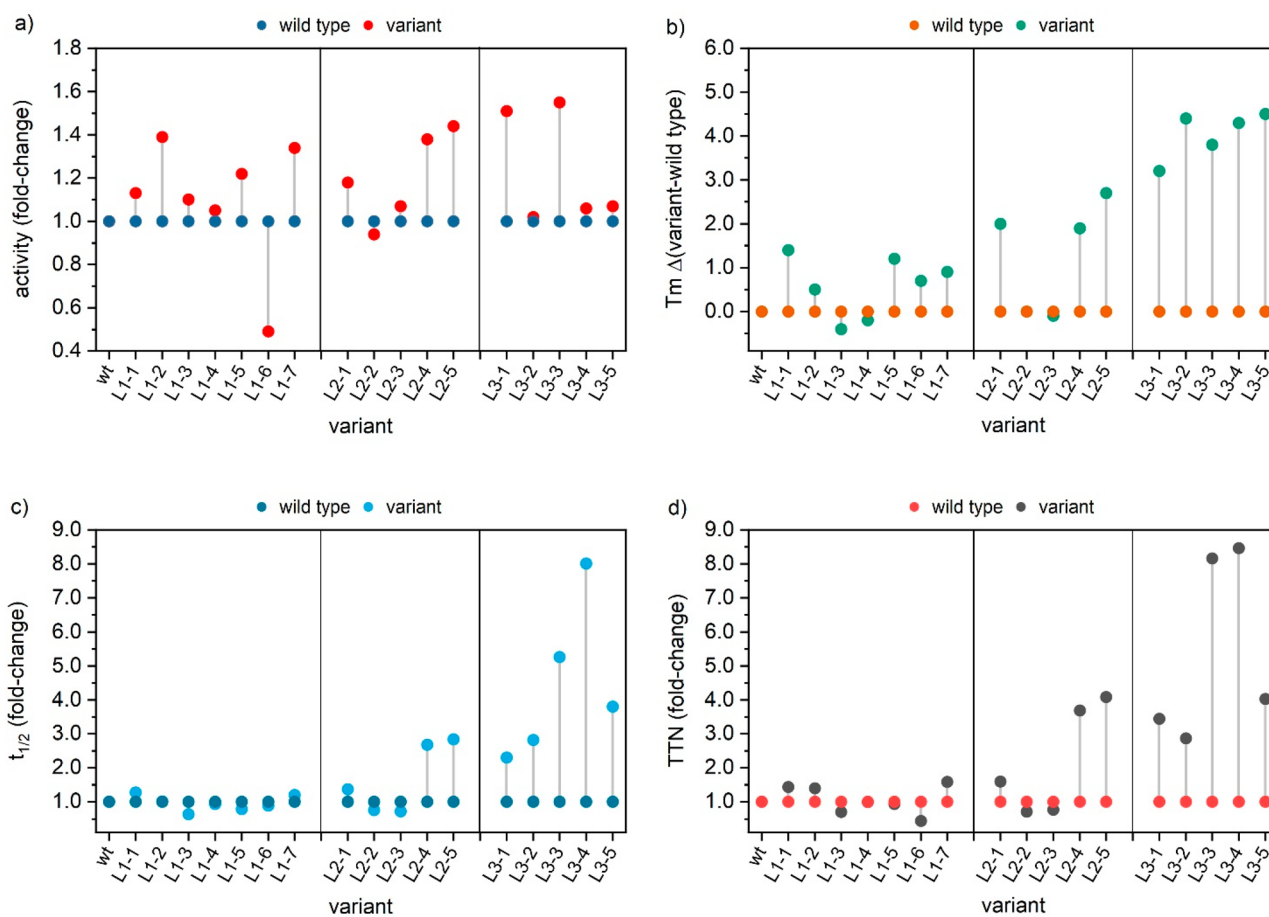 a)
wild type variant
activity (fold-change)
1.8
1.6
1.4
1.2
1.0
0.8
0.6
0.4
wt L1-1 L1-2 L1-3 L1-4 L1-5 L1-6 L1-7 L2-1 L2-2 L2-3 L2-4 L2-5 L3-1 L3-2 L3-3 L3-4 L3-5
variant
b)
wild type variant
Tm Δ(variant-wild type)
6.0
5.0
4.0
3.0
2.0
1.0
0.0
wt L1-1 L1-2 L1-3 L1-4 L1-5 L1-6 L1-7 L2-1 L2-2 L2-3 L2-4 L2-5 L3-1 L3-2 L3-3 L3-4 L3-5
variant
c)
wild type variant
t1/2 (fold-change)
9.0
8.0
7.0
6.0
5.0
4.0
3.0
2.0
1.0
wt L1-1 L1-2 L1-3 L1-4 L1-5 L1-6 L1-7 L2-1 L2-2 L2-3 L2-4 L2-5 L3-1 L3-2 L3-3 L3-4 L3-5
variant
d)
wild type variant
TTN (fold-change)
9.0
8.0
7.0
6.0
5.0
4.0
3.0
2.0
1.0
wt L1-1 L1-2 L1-3 L1-4 L1-5 L1-6 L1-7 L2-1 L2-2 L2-3 L2-4 L2-5 L3-1 L3-2 L3-3 L3-4 L3-5
variant